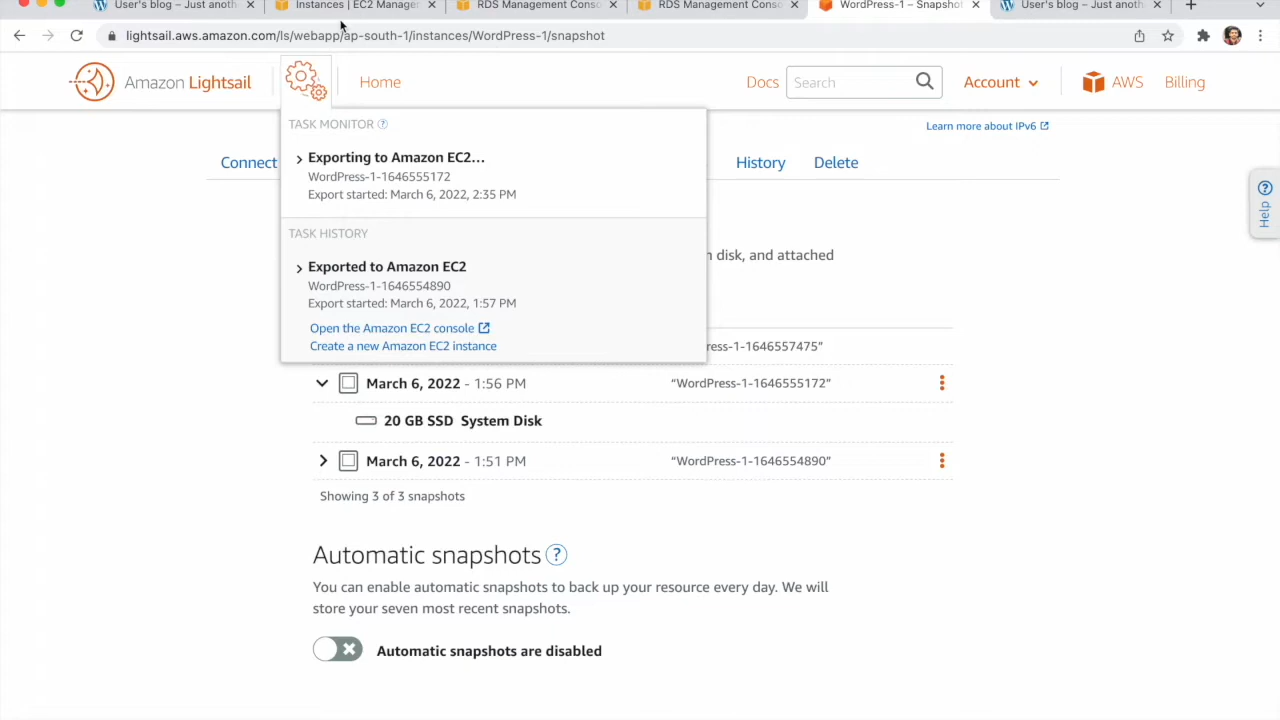 User's blog – Just anoth
Instances | EC2 Manager
RDS Management Conso
RDS Management Conso
WordPress-1 – Snapshot
User's blog – Just anoth
lightsail.aws.amazon.com/ls/webapp/ap-south-1/instances/WordPress-1/snapshot
Amazon Lightsail
Home
Docs
Search
Account
AWS
Billing
Learn more about IPv6
TASK MONITOR ?
Exporting to Amazon EC2...
WordPress-1-1646555172
Export started: March 6, 2022, 2:35 PM
TASK HISTORY
Exported to Amazon EC2
WordPress-1-1646554890
Export started: March 6, 2022, 1:57 PM
Open the Amazon EC2 console
Create a new Amazon EC2 instance
Connect
History
Delete
disk, and attached
ress-1-1646557475”
March 6, 2022 - 1:56 PM
“WordPress-1-1646555172”
20 GB SSD System Disk
March 6, 2022 - 1:51 PM
“WordPress-1-1646554890”
Showing 3 of 3 snapshots
Automatic snapshots ?
You can enable automatic snapshots to back up your resource every day. We will
store your seven most recent snapshots.
Automatic snapshots are disabled
? Help